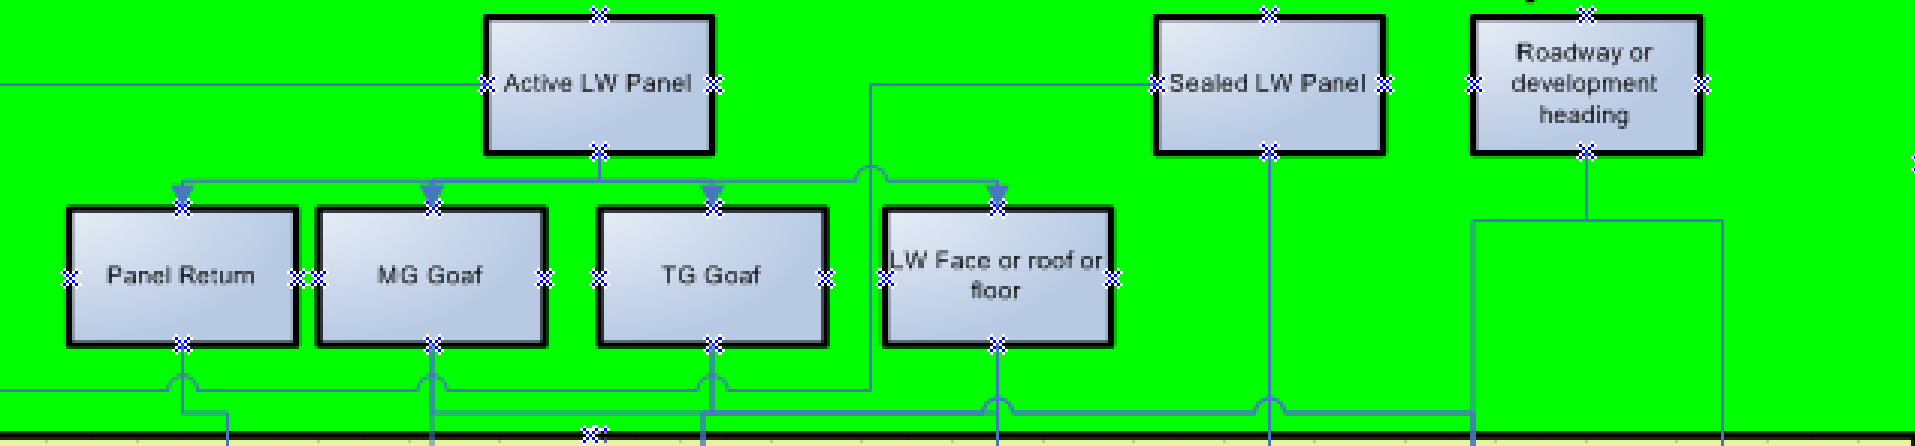 Active LW Panel
Sealed LW Panel
Roadway or
development
heading
Panel Return
MG Goaf
TG Goaf
LW Face or roof or
floor